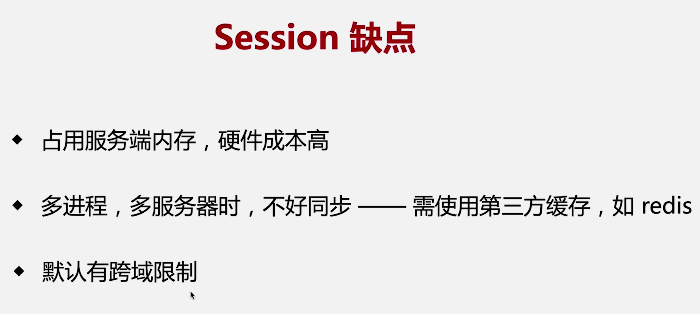 Session 缺点
占用服务端内存，硬件成本高
多进程，多服务器时，不好同步 —— 需使用第三方缓存，如 redis
默认有跨域限制